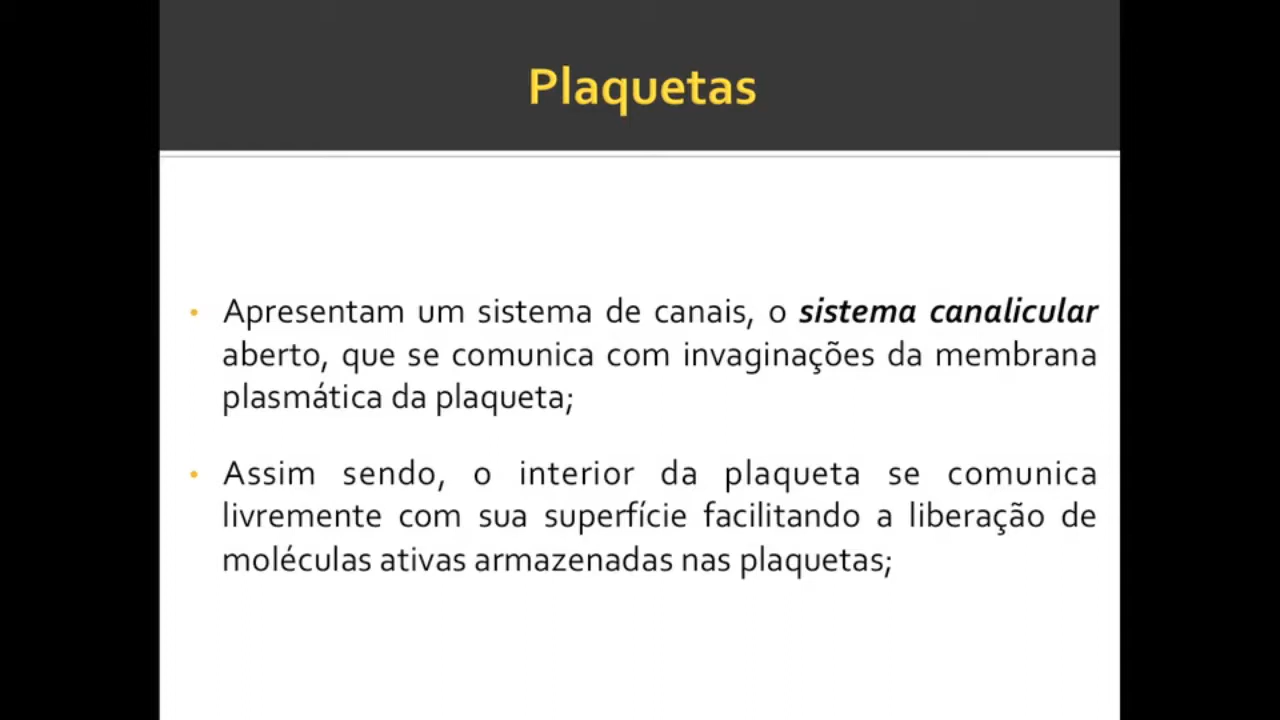 Plaquetas
• Apresentam um sistema de canais, o sistema canalicular
aberto, que se comunica com invaginações da membrana
plasmática da plaqueta;
• Assim sendo, o interior da plaqueta se comunica
livremente com sua superfície facilitando a liberação de
moléculas ativas armazenadas nas plaquetas;